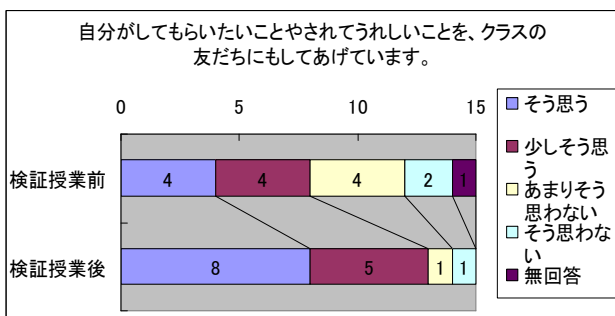 自分がしてもらいたいことやされてうれしいことを、クラスの
友だちにもしてあげています。
0 5 10 15
そう思う
少しそう思
う
あまりそう
思わない
そう思わな
い
無回答
検証授業前 4 4 4 2 1
検証授業後 8 5 1 1